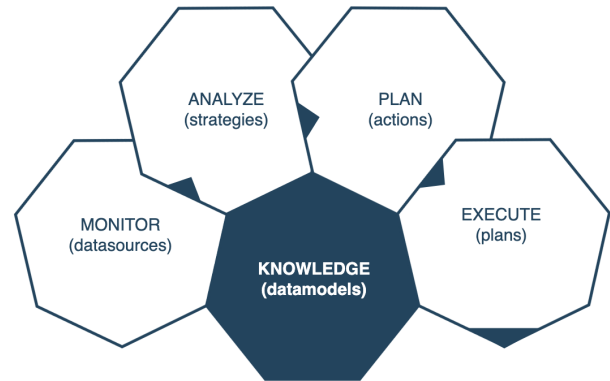 ANALYZE
(strategies)
PLAN
(actions)
MONITOR
(datasources)
EXECUTE
(plans)
KNOWLEDGE
(datamodels)